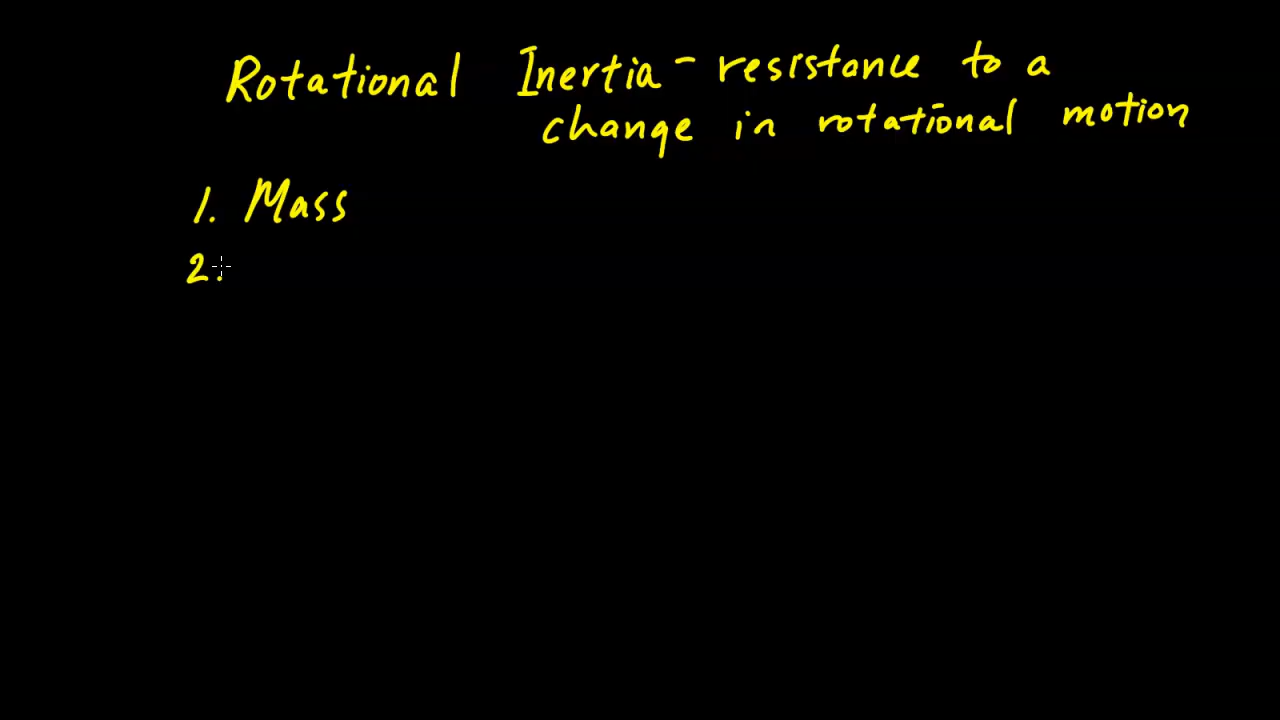 Rotational Inertia - resistance to a
change in rotational motion
1. Mass
2.